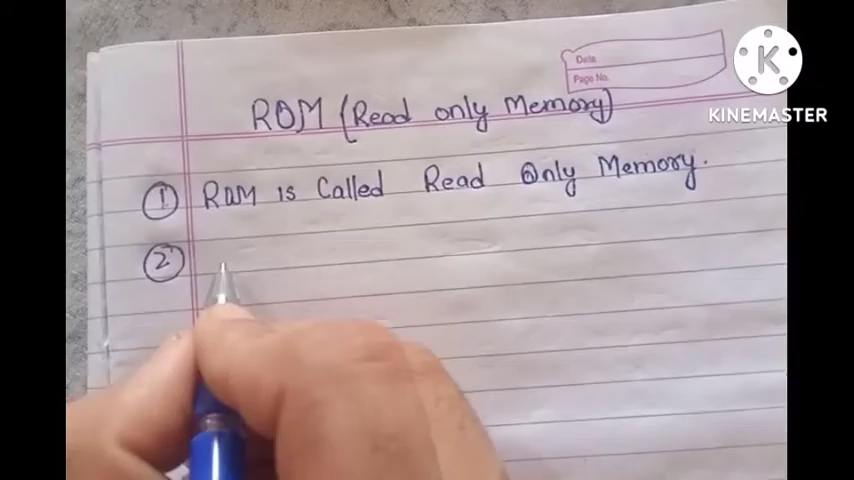 Date
Page No.
K
KINEMASTER
ROM (Read only Memory)
① ROM is Called Read Only Memory.
②